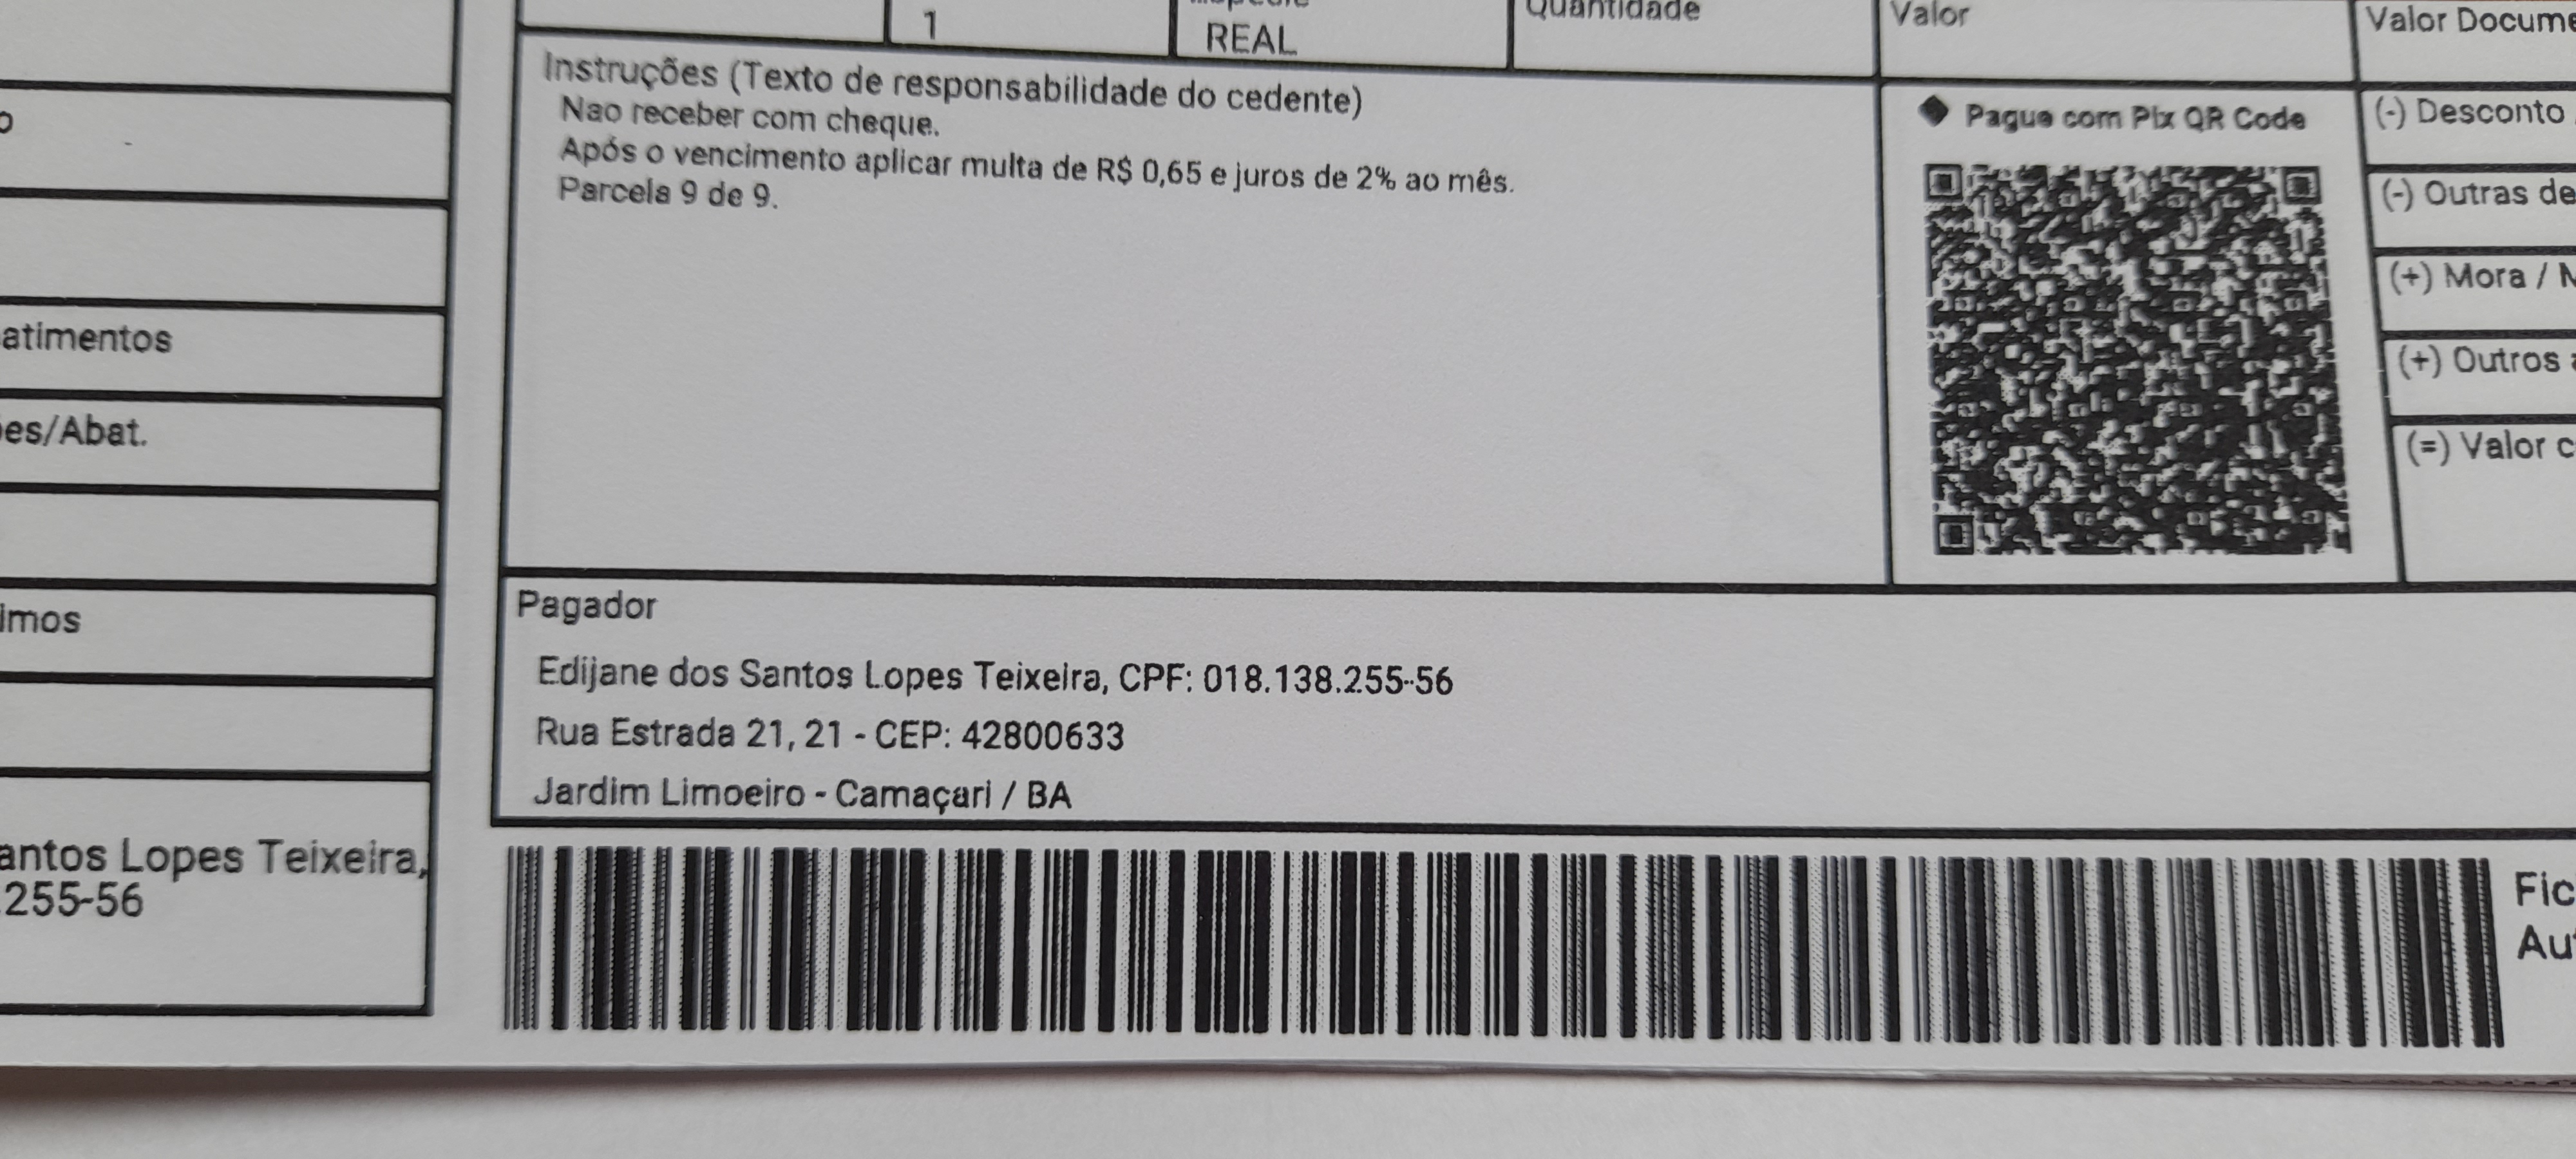 o
atimentos
es/Abat.
imos
antos Lopes Teixeira,
255-56
1
REAL
Quantidade
Valor
Valor Docume
Instruções (Texto de responsabilidade do cedente)
Nao receber com cheque.
Após o vencimento aplicar multa de R$ 0,65 e juros de 2% ao mês.
Parcela 9 de 9.
Pague com Pix QR Code
(-) Desconto
(-) Outras de
(+) Mora / M
(+) Outros
(=) Valor c
Pagador
Edijane dos Santos Lopes Teixeira, CPF: 018.138.255-56
Rua Estrada 21, 21 - CEP: 42800633
Jardim Limoeiro - Camaçari / BA
Fic
Aut